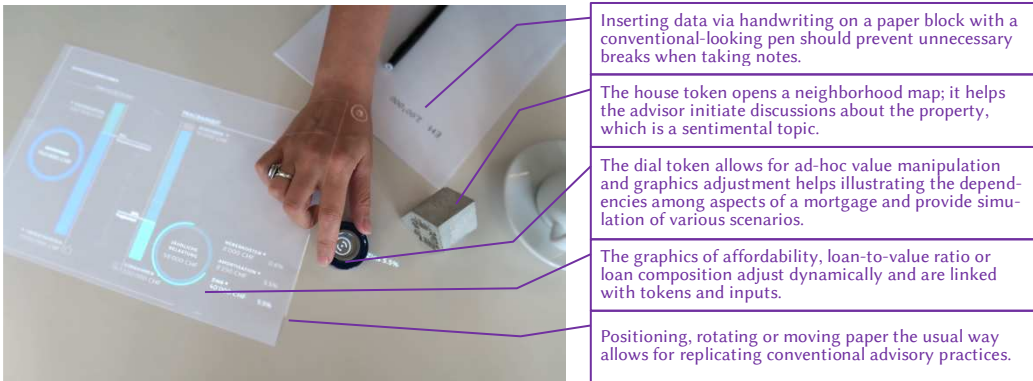 Inserting data via handwriting on a paper block with a
conventional-looking pen should prevent unnecessary
breaks when taking notes.
The house token opens a neighborhood map; it helps
the advisor initiate discussions about the property,
which is a sentimental topic.
The dial token allows for ad-hoc value manipulation
and graphics adjustment helps illustrating the depend-
encies among aspects of a mortgage and provide simu-
lation of various scenarios.
The graphics of affordability, loan-to-value ratio or
loan composition adjust dynamically and are linked
with tokens and inputs.
Positioning, rotating or moving paper the usual way
allows for replicating conventional advisory practices.